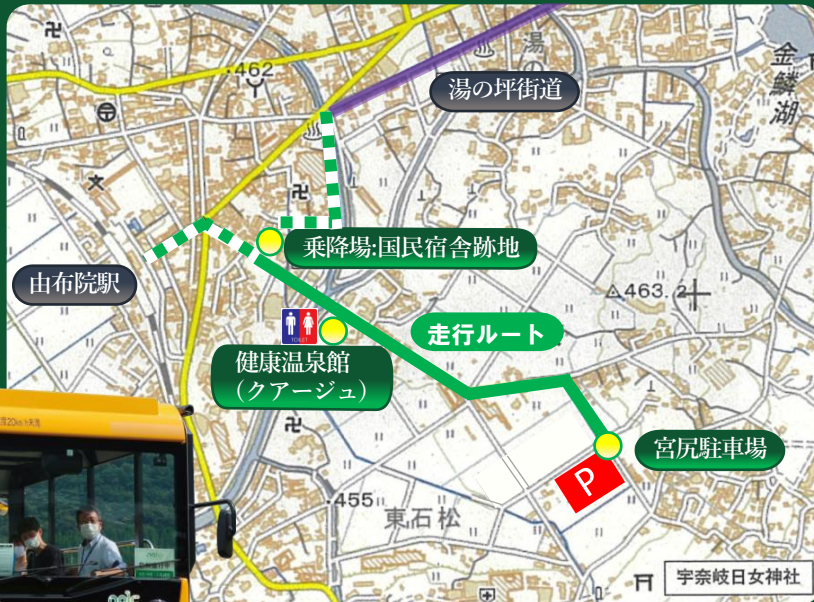 ・462
湯の坪街道
金鱗湖
乗降場:国民宿舎跡地
由布院駅
463.2
走行ルート
TOILET
健康温泉館
(クアージュ)
宮尻駐車場
P
・455
東石松
宇奈岐日女神社